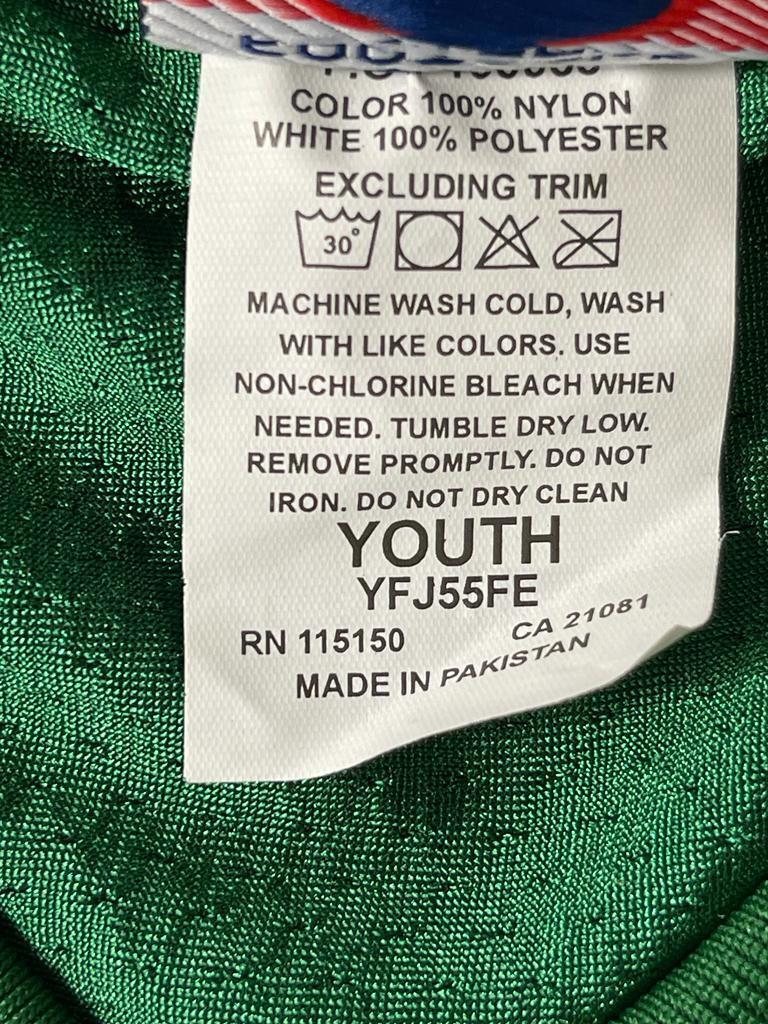 COLOR 100% NYLON
WHITE 100% POLYESTER
EXCLUDING TRIM
30°
MACHINE WASH COLD, WASH
WITH LIKE COLORS. USE
NON-CHLORINE BLEACH WHEN
NEEDED. TUMBLE DRY LOW.
REMOVE PROMPTLY. DO NOT
IRON. DO NOT DRY CLEAN
YOUTH
YFJ55FE
RN 115150 CA 21081
MADE IN PAKISTAN